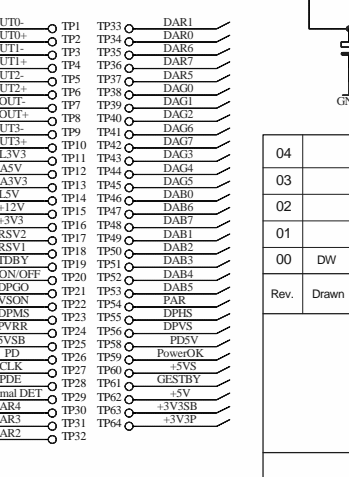 UT0- TP1 TP33 DAR1
UT0+ TP2 TP34 DAR0
UT1- TP3 TP35 DAR6
UT1+ TP4 TP36 DAR7
UT2- TP5 TP37 DAR5
UT2+ TP6 TP38 DAG0
OUT- TP7 TP39 DAG1
OUT+ TP8 TP40 DAG2
UT3- TP9 TP41 DAG6
UT3+ TP10 TP42 DAG7
L3V3 TP11 TP43 DAG3
A5V TP12 TP44 DAG4
A3V3 TP13 TP45 DAG5
L5V TP14 TP46 DAB0
+12V TP15 TP47 DAB6
+3V3 TP16 TP48 DAB7
RSV2 TP17 TP49 DAB1
RSV1 TP18 TP50 DAB2
TDBY TP19 TP51 DAB3
ON/OFF TP20 TP52 DAB4
DPGO TP21 TP53 DAB5
VSON TP22 TP54 PAR
DPMS TP23 TP55 DPHS
PVRR TP24 TP56 DPVS
5VSB TP25 TP58 PD5V
PD TP26 TP59 PowerOK
CLK TP27 TP60 +5VS
PDE TP28 TP61 GESTBY
mal DET TP29 TP62 +5V
AR4 TP30 TP63 +3V3SB
AR3 TP31 TP64 +3V3P
AR2 TP32
04
03
02
01
00 DW
Rev. Drawn